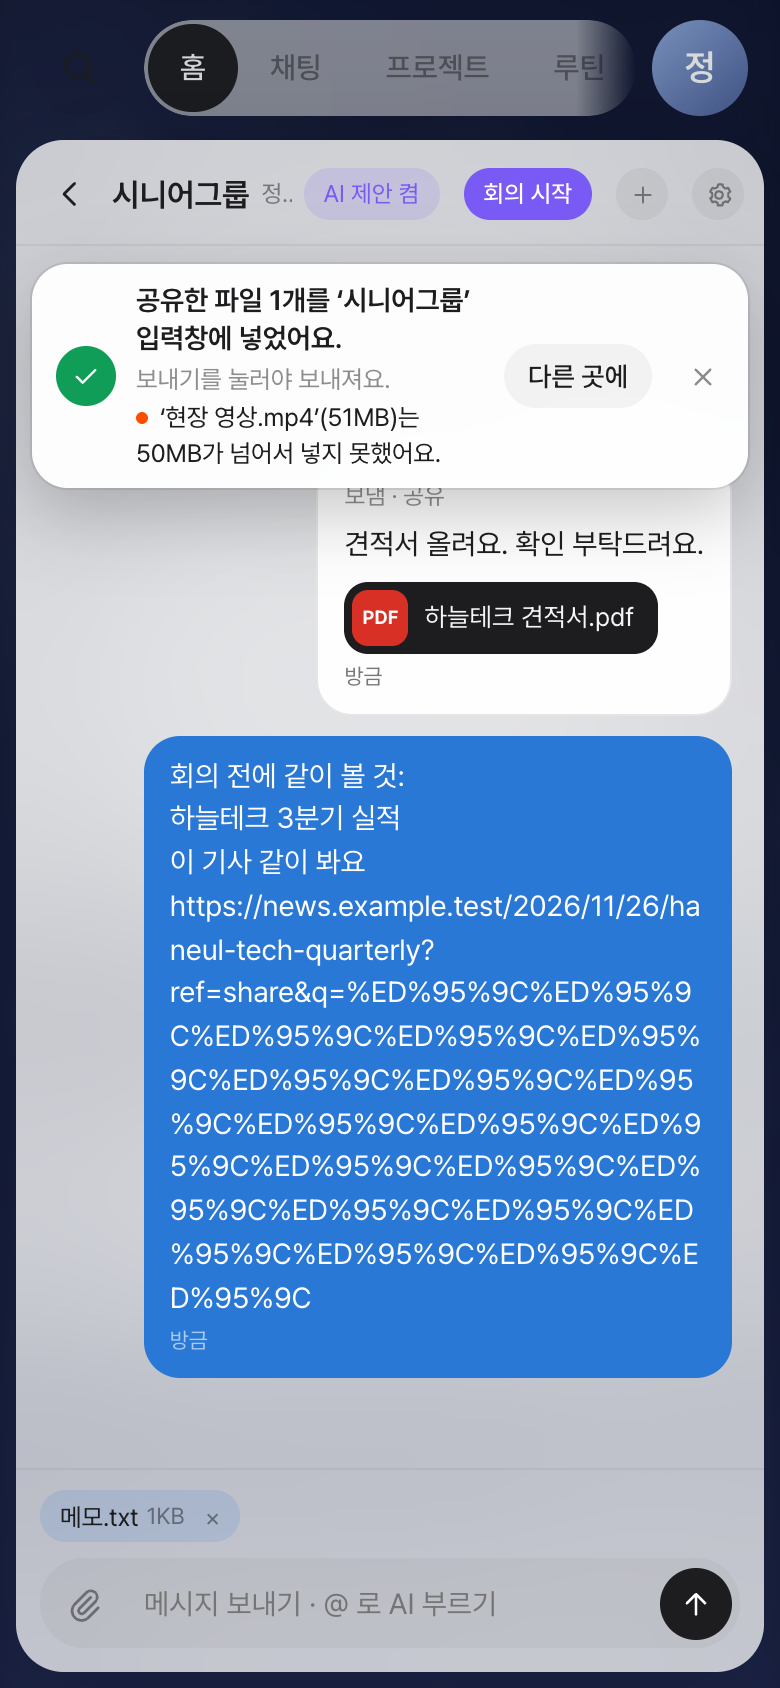 홈 채팅 프로젝트 루틴 정
시니어그룹 정.. AI 제안 켬 회의 시작
공유한 파일 1개를 ‘시니어그룹’
입력창에 넣었어요.
보내기를 눌러야 보내져요.
‘현장 영상.mp4’(51MB)는
50MB가 넘어서 넣지 못했어요.
다른 곳에
보냄 · 공유
견적서 올려요. 확인 부탁드려요.
PDF 하늘테크 견적서.pdf
방금
회의 전에 같이 볼 것:
하늘테크 3분기 실적
이 기사 같이 봐요
https://news.example.test/2026/11/26/ha
neul-tech-quarterly?
ref=share&q=%ED%95%9C%ED%95%9
C%ED%95%9C%ED%95%9C%ED%95%
9C%ED%95%9C%ED%95%9C%ED%95
%9C%ED%95%9C%ED%95%9C%ED%9
5%9C%ED%95%9C%ED%95%9C%ED%
95%9C%ED%95%9C%ED%95%9C%ED
%95%9C%ED%95%9C%ED%95%9C%E
D%95%9C
방금
메모.txt 1KB ×
메시지 보내기 · @ 로 AI 부르기